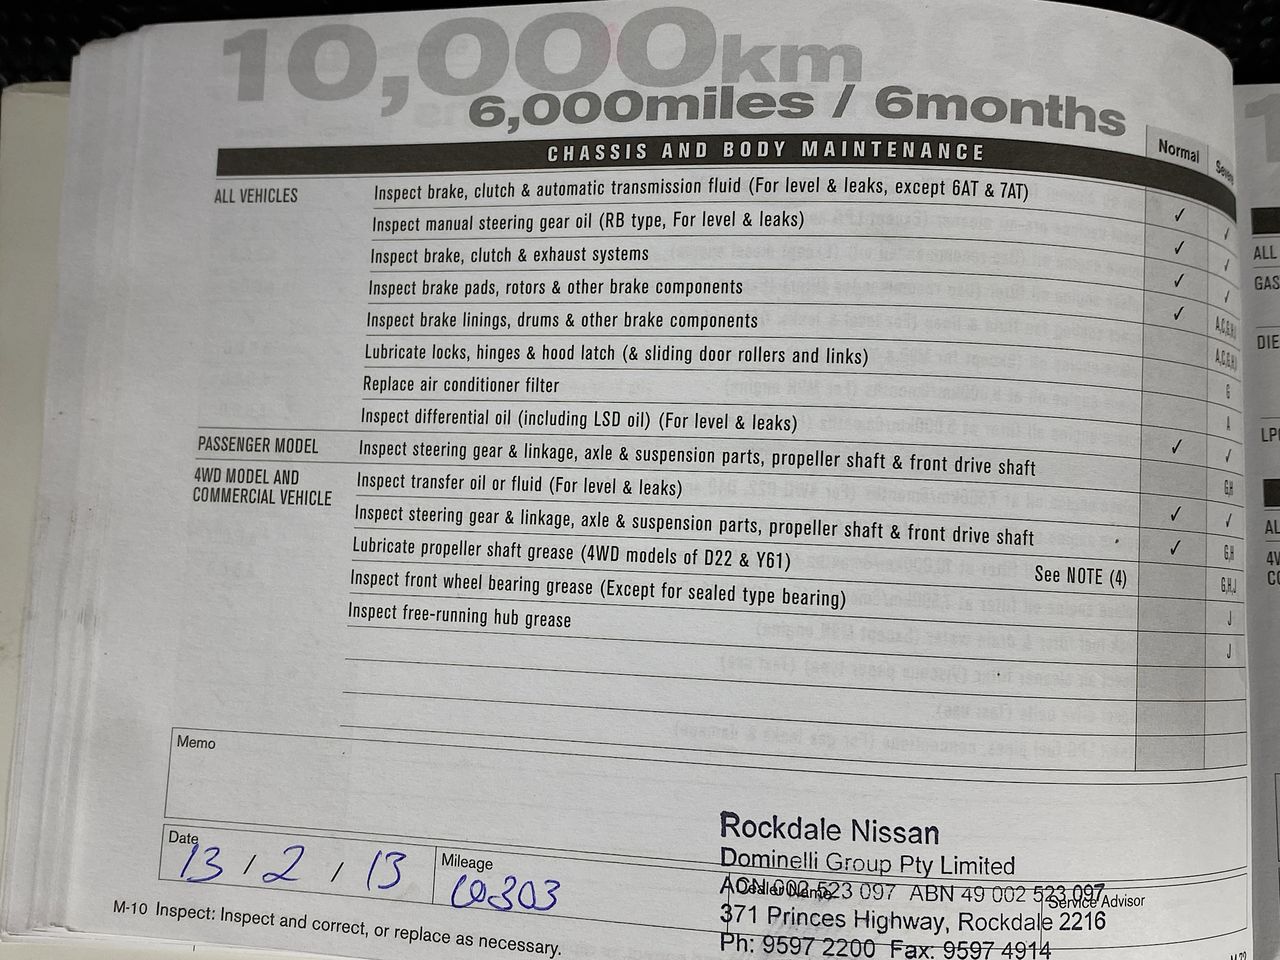 10,000km
6,000miles / 6months
CHASSIS AND BODY MAINTENANCE
Normal
Severe
ALL VEHICLES
Inspect brake, clutch & automatic transmission fluid (For level & leaks, except 6AT & 7AT) ✓ ✓
Inspect manual steering gear oil (RB type, For level & leaks) ✓ ✓
Inspect brake, clutch & exhaust systems ✓ ✓
Inspect brake pads, rotors & other brake components ✓ A,C,G,H,I
Inspect brake linings, drums & other brake components A,C,G,H,I
Lubricate locks, hinges & hood latch (& sliding door rollers and links) G
Replace air conditioner filter A
Inspect differential oil (including LSD oil) (For level & leaks) ✓ ✓
PASSENGER MODEL
Inspect steering gear & linkage, axle & suspension parts, propeller shaft & front drive shaft G,H
4WD MODEL AND
COMMERCIAL VEHICLE
Inspect transfer oil or fluid (For level & leaks) ✓ ✓
Inspect steering gear & linkage, axle & suspension parts, propeller shaft & front drive shaft ✓ G,H
Lubricate propeller shaft grease (4WD models of D22 & Y61) See NOTE (4) G,H,J
Inspect front wheel bearing grease (Except for sealed type bearing) J
Inspect free-running hub grease J
Memo
Date
13 / 2 / 13
Mileage
Rockdale Nissan
Dominelli Group Pty Limited
ACN 002 523 097 ABN 49 002 523 097
Dealer Name
Service Advisor
371 Princes Highway, Rockdale 2216
Ph: 9597 2200 Fax: 9597 4914
M-10 Inspect: Inspect and correct, or replace as necessary.
ALL
GAS
DIE